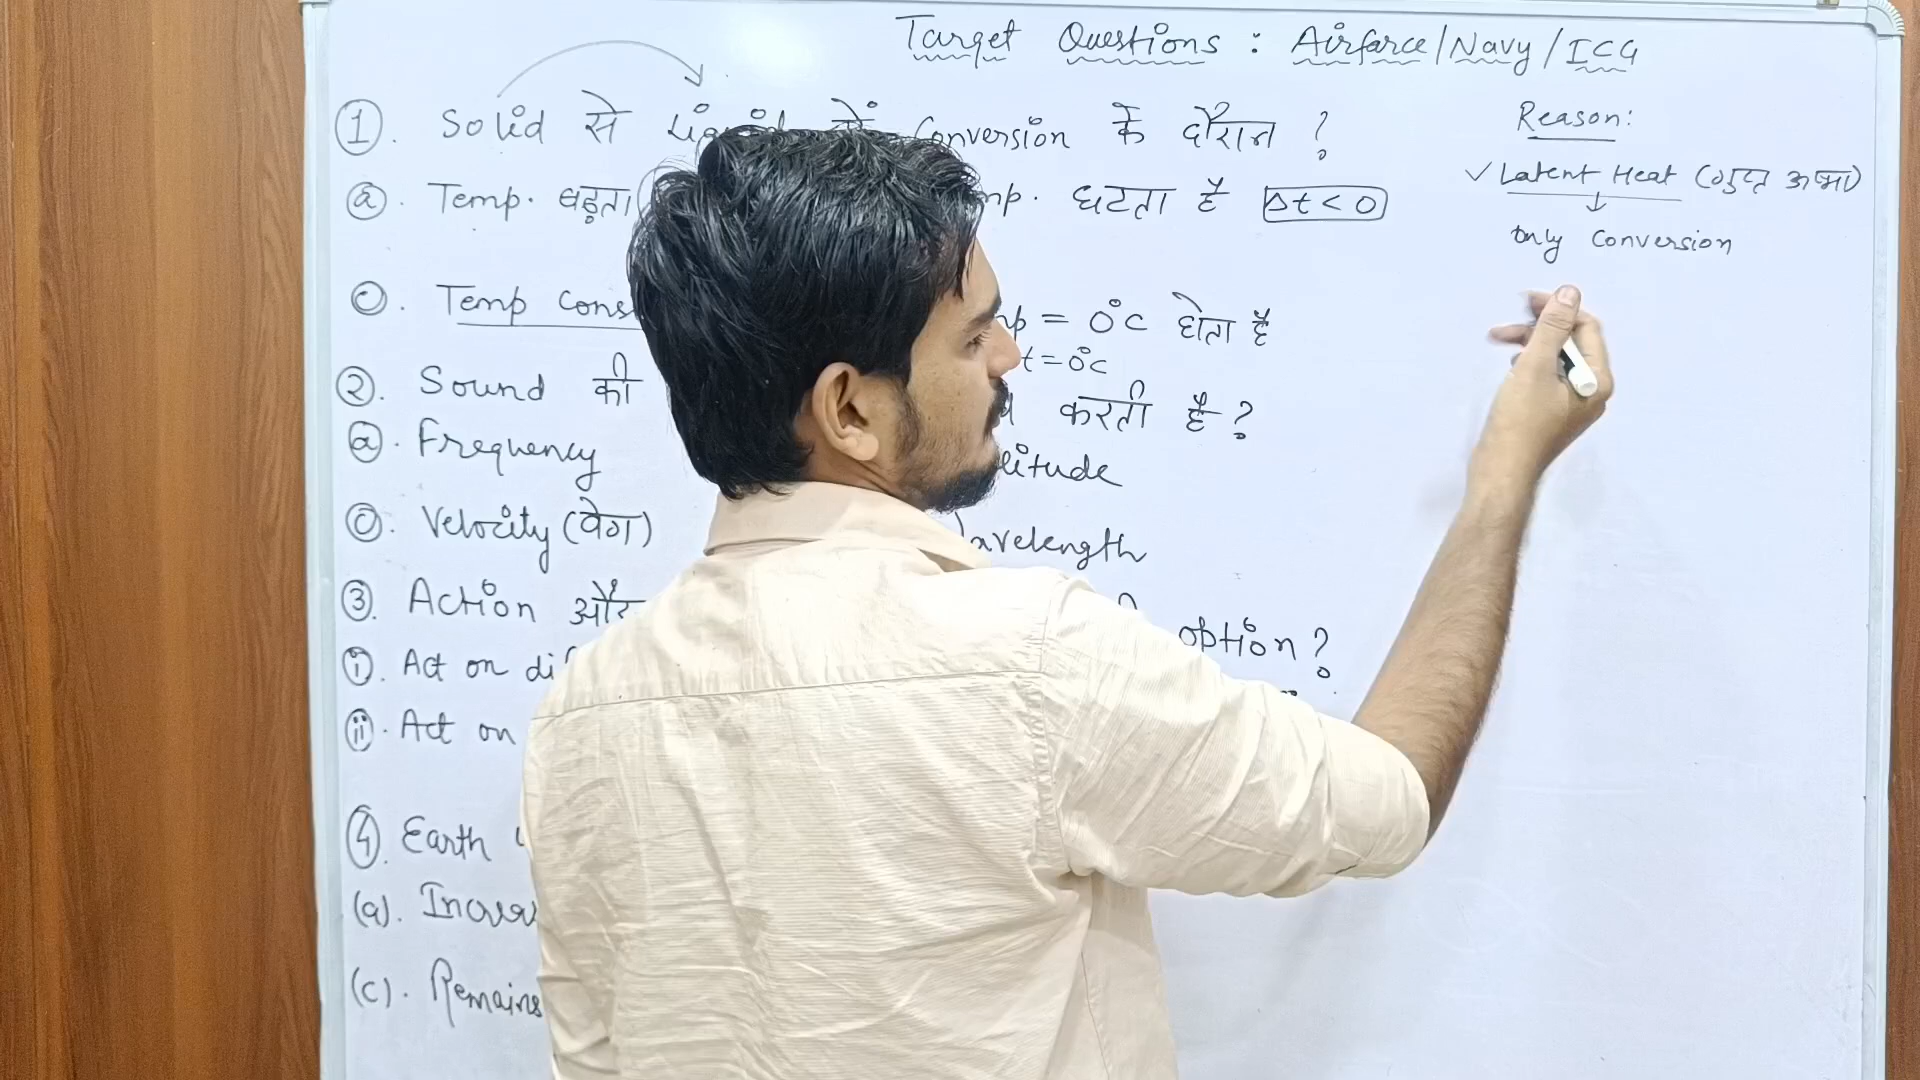 Target Questions : Airforce/Navy/ICG
①. Solid से Liquid में Conversion के दौरान ?
ⓐ. Temp. बढ़ता mp. घटता है Δt < 0
ⓒ. Temp cons p = 0°C होता है
t = 0°C
②. Sound की करती है ?
ⓐ. Frequency litude
ⓒ. Velocity (वेग) avelength
③. Action और option ?
ⓘ. Act on di
ⓘⓘ. Act on
④. Earth
(a). Increa
(c). Remains
Reason:
✓ Latent Heat (गुप्त ऊष्मा)
↓
only Conversion